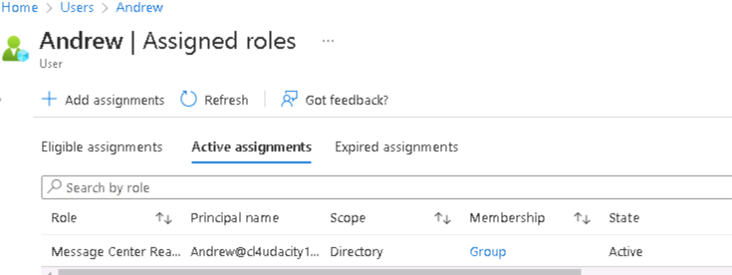 Home > Users > Andrew
Andrew | Assigned roles ...
User
+ Add assignments Refresh Got feedback?
Eligible assignments Active assignments Expired assignments
Search by role
Role Principal name Scope Membership State
Message Center Rea... Andrew@cl4udacity1... Directory Group Active